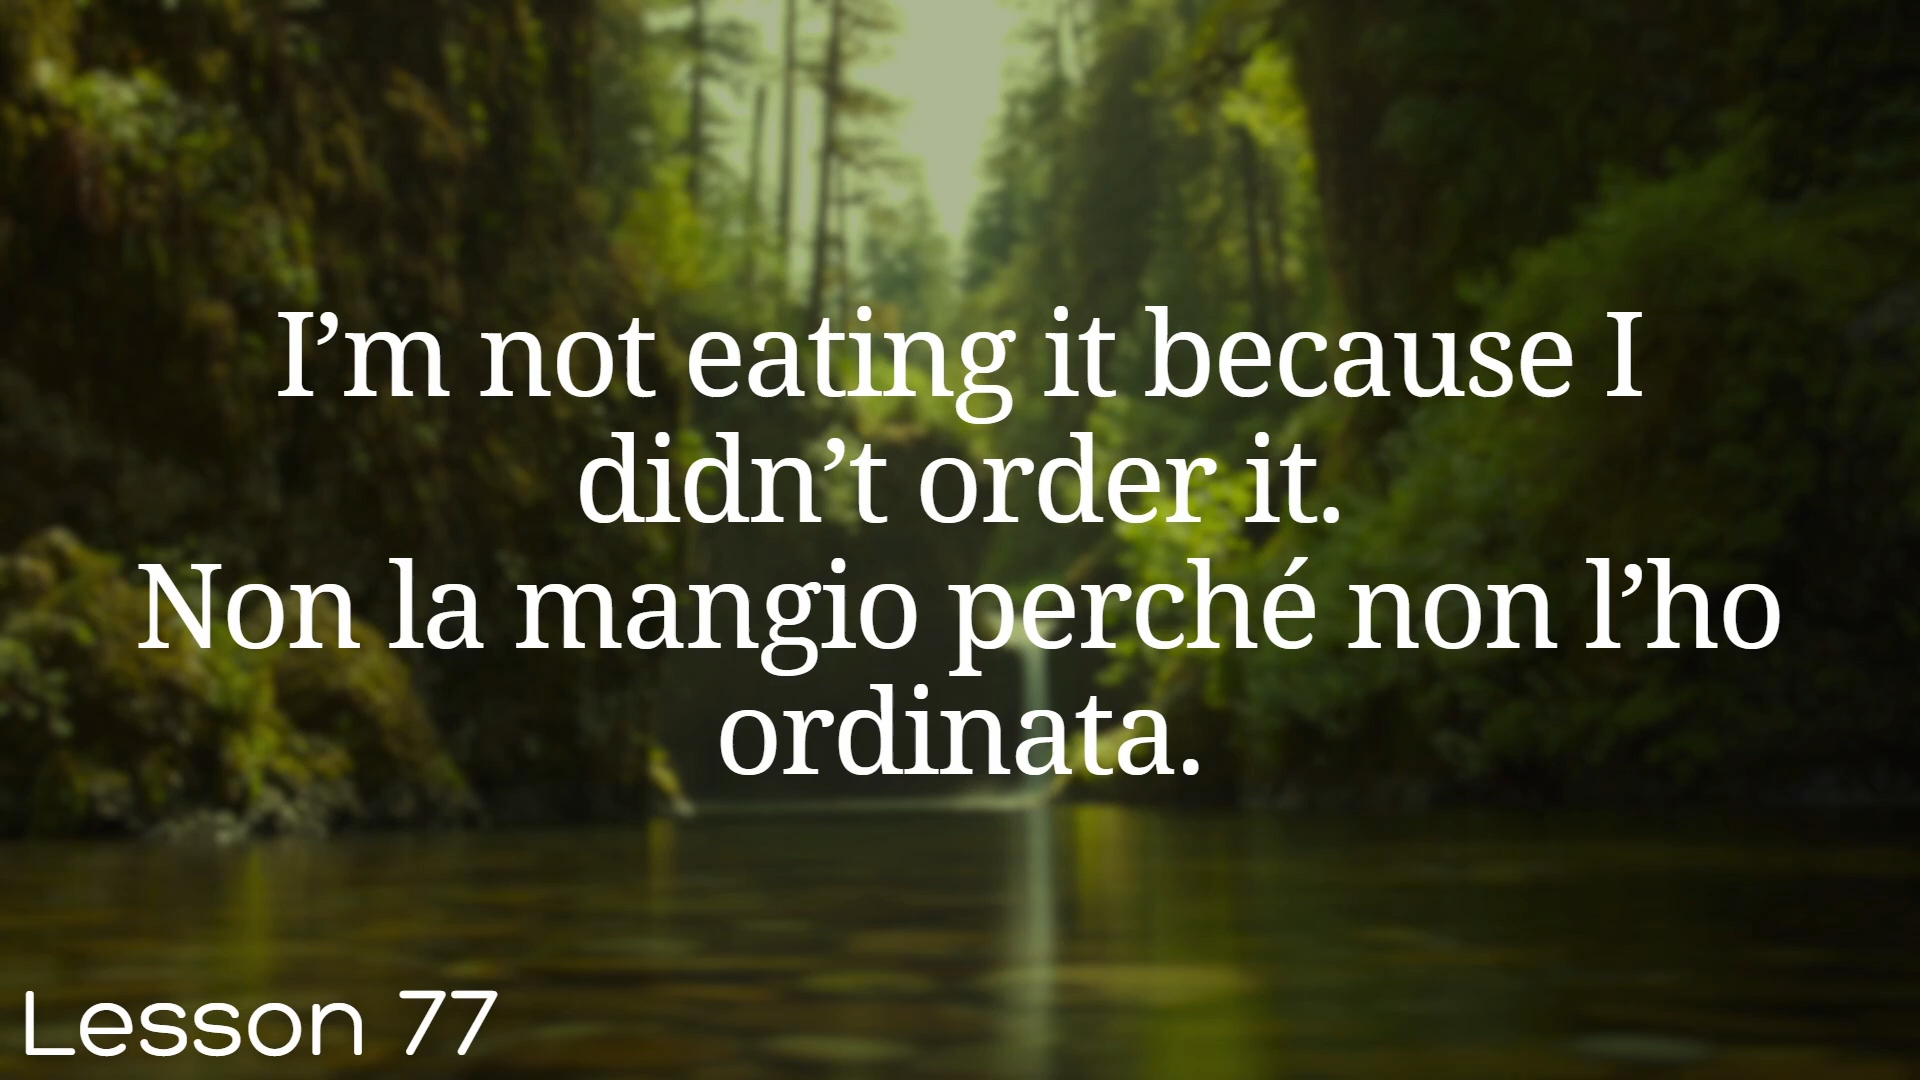 I’m not eating it because I
didn’t order it.
Non la mangio perché non l’ho
ordinata.
Lesson 77